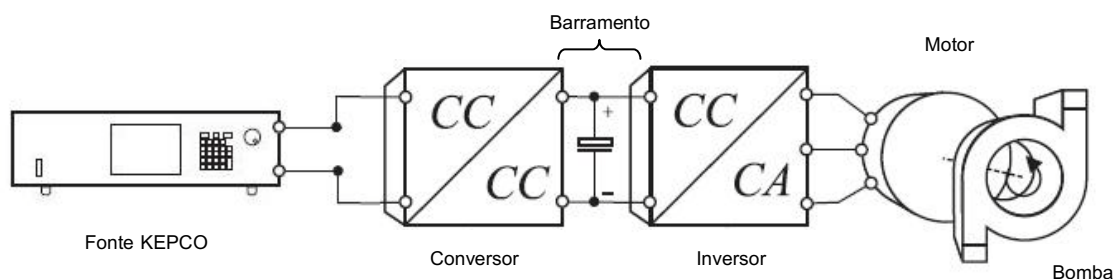 Barramento
Motor
CC
CC
+
-
CC
CA
Fonte KEPCO
Conversor
Inversor
Bomba